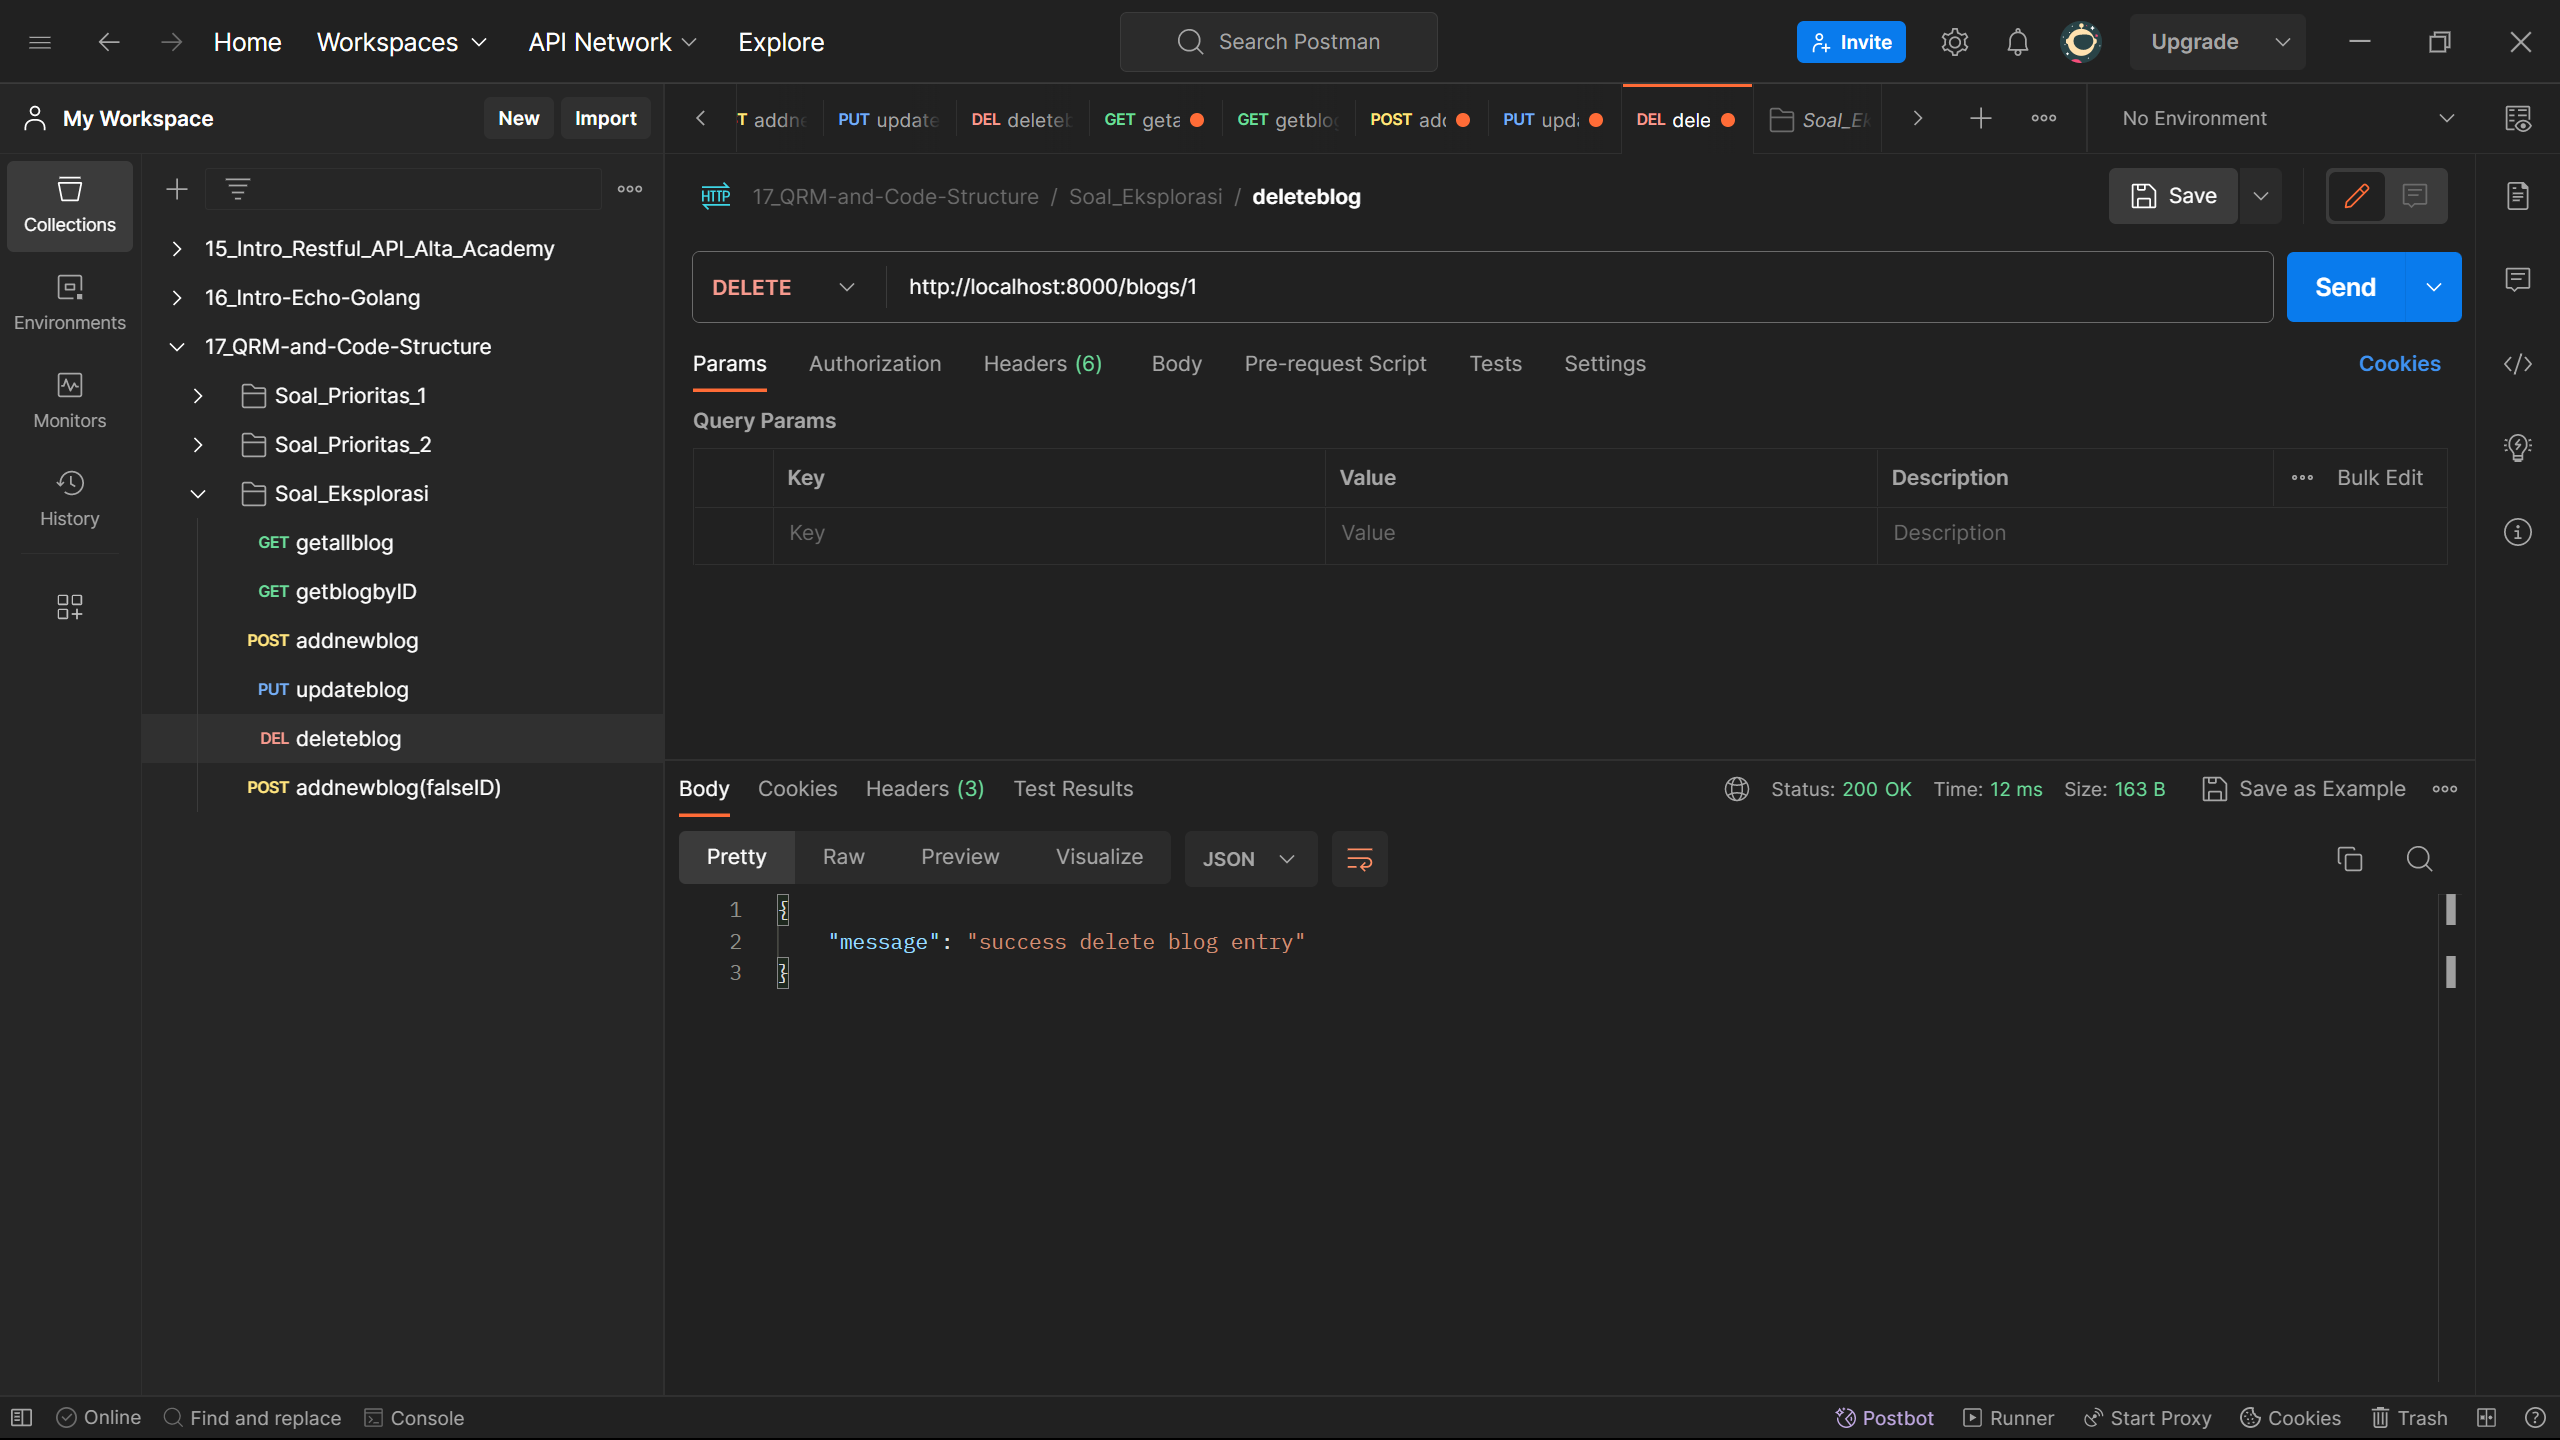 Home Workspaces API Network Explore Search Postman Invite Upgrade
My Workspace New Import
T addne PUT update DEL deleteb GET geta GET getblog POST add PUT upda DEL dele Soal_Ek No Environment
17_QRM-and-Code-Structure / Soal_Eksplorasi / deleteblog Save
Collections
Environments
Monitors
History
15_Intro_Restful_API_Alta_Academy
16_Intro-Echo-Golang
17_QRM-and-Code-Structure
Soal_Prioritas_1
Soal_Prioritas_2
Soal_Eksplorasi
GET getallblog
GET getblogbyID
POST addnewblog
PUT updateblog
DEL deleteblog
POST addnewblog(falseID)
HTTP
DELETE http://localhost:8000/blogs/1 Send
Params Authorization Headers (6) Body Pre-request Script Tests Settings Cookies
Query Params
Key Value Description Bulk Edit
Key Value Description
Body Cookies Headers (3) Test Results Status: 200 OK Time: 12 ms Size: 163 B Save as Example
Pretty Raw Preview Visualize JSON
1 {
2 "message": "success delete blog entry"
3 }
Online Find and replace Console Postbot Runner Start Proxy Cookies Trash